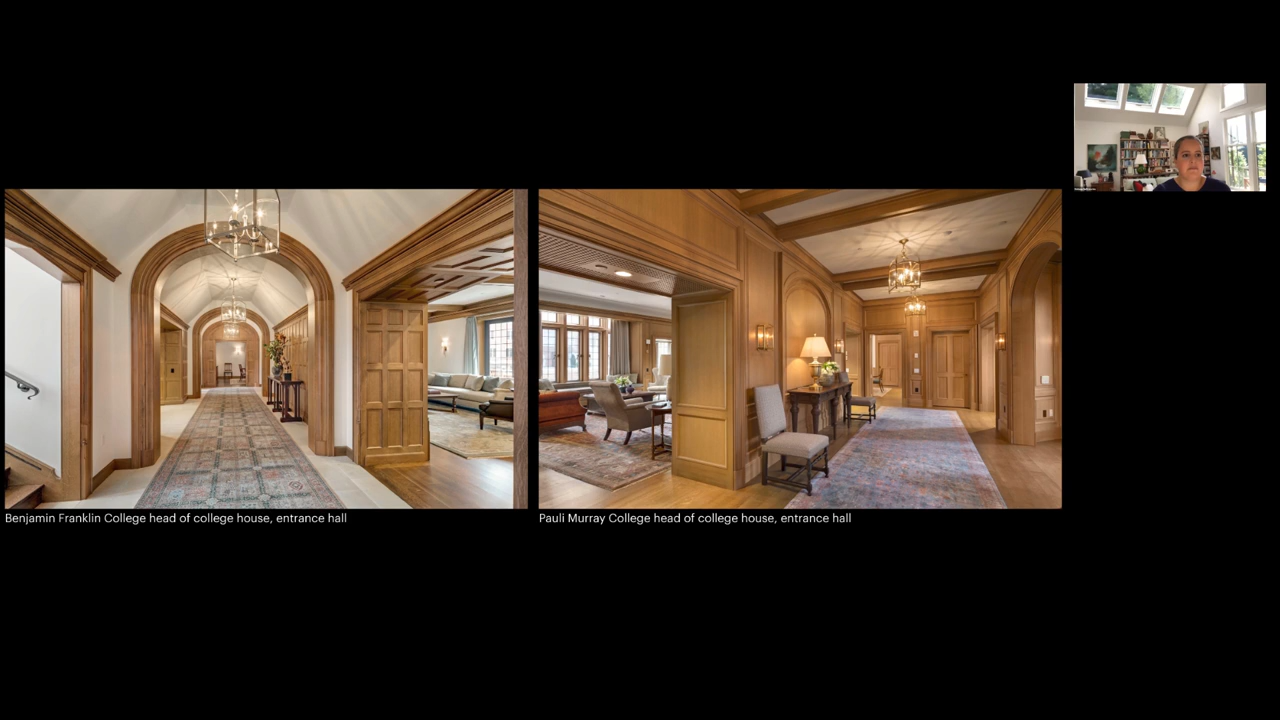 Benjamin Franklin College head of college house, entrance hall
Pauli Murray College head of college house, entrance hall